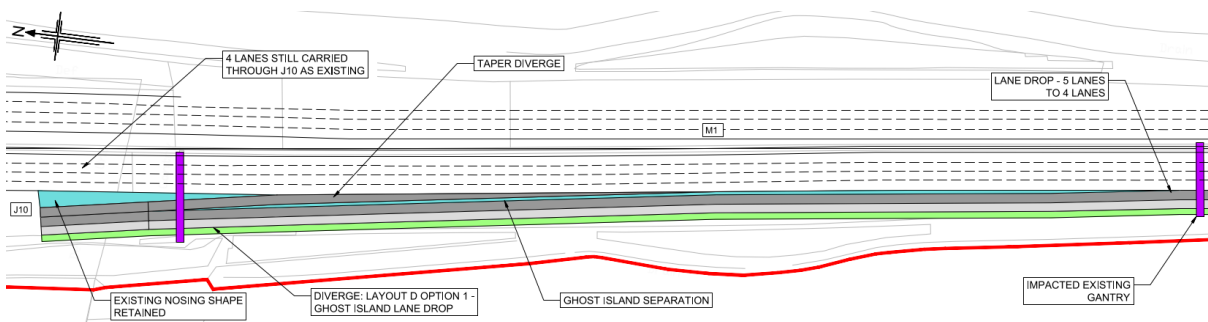 N
4 LANES STILL CARRIED
THROUGH J10 AS EXISTING
TAPER DIVERGE
LANE DROP - 5 LANES
TO 4 LANES
M1
J10
EXISTING NOSING SHAPE
RETAINED
DIVERGE: LAYOUT D OPTION 1 -
GHOST ISLAND LANE DROP
GHOST ISLAND SEPARATION
IMPACTED EXISTING
GANTRY